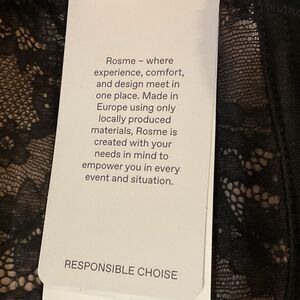 Rosme – where
experience, comfort,
and design meet in
one place. Made in
Europe using only
locally produced
materials, Rosme is
created with your
needs in mind to
empower you in every
event and situation.
RESPONSIBLE CHOISE